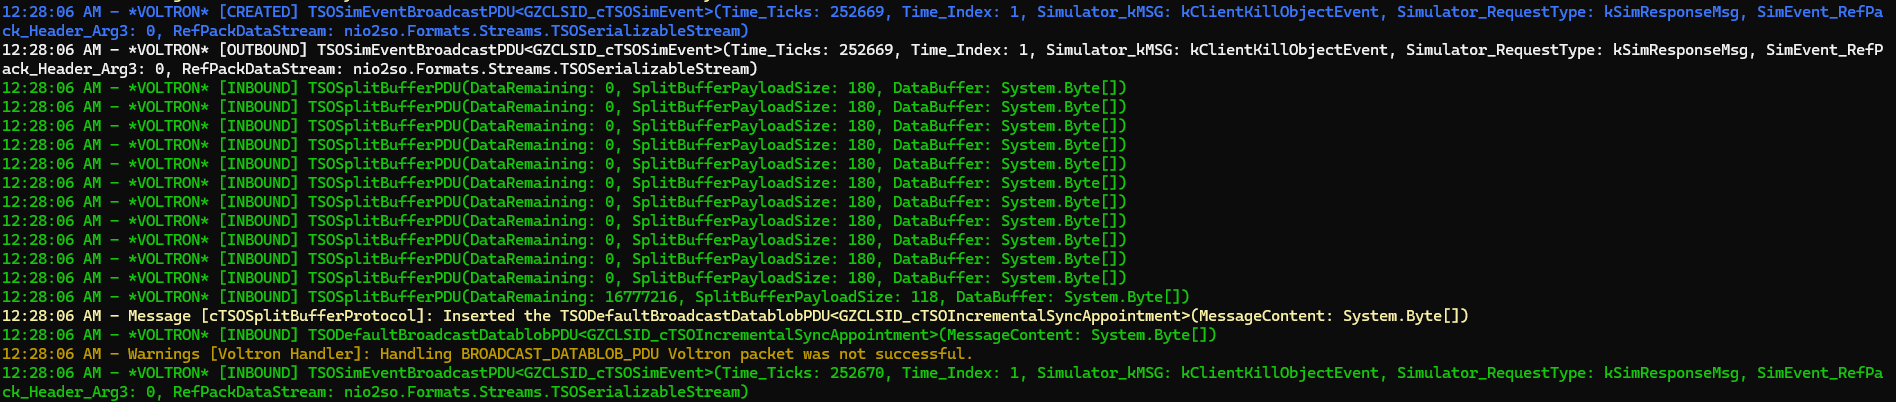 12:28:06 AM - *VOLTRON* [CREATED] TSOSimEventBroadcastPDU<GZCLSID_cTSOSimEvent>(Time_Ticks: 252669, Time_Index: 1, Simulator_kMSG: kClientKillObjectEvent, Simulator_RequestType: kSimResponseMsg, SimEvent_RefPa
ck_Header_Arg3: 0, RefPackDataStream: nio2so.Formats.Streams.TSOSerializableStream)
12:28:06 AM - *VOLTRON* [OUTBOUND] TSOSimEventBroadcastPDU<GZCLSID_cTSOSimEvent>(Time_Ticks: 252669, Time_Index: 1, Simulator_kMSG: kClientKillObjectEvent, Simulator_RequestType: kSimResponseMsg, SimEvent_RefP
ack_Header_Arg3: 0, RefPackDataStream: nio2so.Formats.Streams.TSOSerializableStream)
12:28:06 AM - *VOLTRON* [INBOUND] TSOSplitBufferPDU(DataRemaining: 0, SplitBufferPayloadSize: 180, DataBuffer: System.Byte[])
12:28:06 AM - *VOLTRON* [INBOUND] TSOSplitBufferPDU(DataRemaining: 0, SplitBufferPayloadSize: 180, DataBuffer: System.Byte[])
12:28:06 AM - *VOLTRON* [INBOUND] TSOSplitBufferPDU(DataRemaining: 0, SplitBufferPayloadSize: 180, DataBuffer: System.Byte[])
12:28:06 AM - *VOLTRON* [INBOUND] TSOSplitBufferPDU(DataRemaining: 0, SplitBufferPayloadSize: 180, DataBuffer: System.Byte[])
12:28:06 AM - *VOLTRON* [INBOUND] TSOSplitBufferPDU(DataRemaining: 0, SplitBufferPayloadSize: 180, DataBuffer: System.Byte[])
12:28:06 AM - *VOLTRON* [INBOUND] TSOSplitBufferPDU(DataRemaining: 0, SplitBufferPayloadSize: 180, DataBuffer: System.Byte[])
12:28:06 AM - *VOLTRON* [INBOUND] TSOSplitBufferPDU(DataRemaining: 0, SplitBufferPayloadSize: 180, DataBuffer: System.Byte[])
12:28:06 AM - *VOLTRON* [INBOUND] TSOSplitBufferPDU(DataRemaining: 0, SplitBufferPayloadSize: 180, DataBuffer: System.Byte[])
12:28:06 AM - *VOLTRON* [INBOUND] TSOSplitBufferPDU(DataRemaining: 0, SplitBufferPayloadSize: 180, DataBuffer: System.Byte[])
12:28:06 AM - *VOLTRON* [INBOUND] TSOSplitBufferPDU(DataRemaining: 0, SplitBufferPayloadSize: 180, DataBuffer: System.Byte[])
12:28:06 AM - *VOLTRON* [INBOUND] TSOSplitBufferPDU(DataRemaining: 0, SplitBufferPayloadSize: 180, DataBuffer: System.Byte[])
12:28:06 AM - *VOLTRON* [INBOUND] TSOSplitBufferPDU(DataRemaining: 16777216, SplitBufferPayloadSize: 118, DataBuffer: System.Byte[])
12:28:06 AM - Message [cTSOSplitBufferProtocol]: Inserted the TSODefaultBroadcastDatablobPDU<GZCLSID_cTSOIncrementalSyncAppointment>(MessageContent: System.Byte[])
12:28:06 AM - *VOLTRON* [INBOUND] TSODefaultBroadcastDatablobPDU<GZCLSID_cTSOIncrementalSyncAppointment>(MessageContent: System.Byte[])
12:28:06 AM - Warnings [Voltron Handler]: Handling BROADCAST_DATABLOB_PDU Voltron packet was not successful.
12:28:06 AM - *VOLTRON* [INBOUND] TSOSimEventBroadcastPDU<GZCLSID_cTSOSimEvent>(Time_Ticks: 252670, Time_Index: 1, Simulator_kMSG: kClientKillObjectEvent, Simulator_RequestType: kSimResponseMsg, SimEvent_RefPa
ck_Header_Arg3: 0, RefPackDataStream: nio2so.Formats.Streams.TSOSerializableStream)